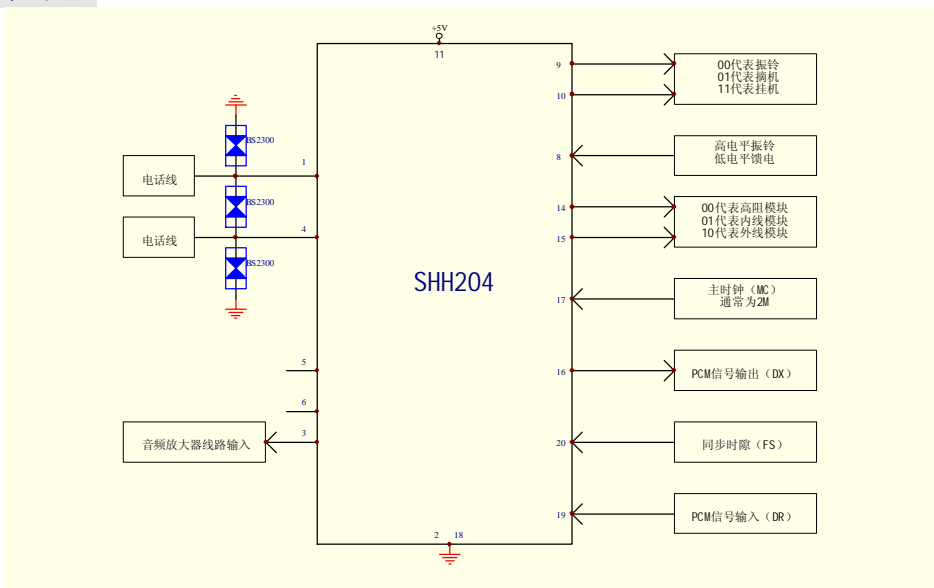 +5V
11
9
10
00代表振铃
01代表摘机
11代表挂机
BS2300
1
8
高电平振铃
低电平馈电
电话线
BS2300
4
14
15
00代表高阻模块
01代表内线模块
10代表外线模块
电话线
BS2300
SHH204
17
主时钟（MC）
通常为2M
5
16
PCM信号输出（DX）
6
3
音频放大器线路输入
20
同步时隙（FS）
19
PCM信号输入（DR）
2 18